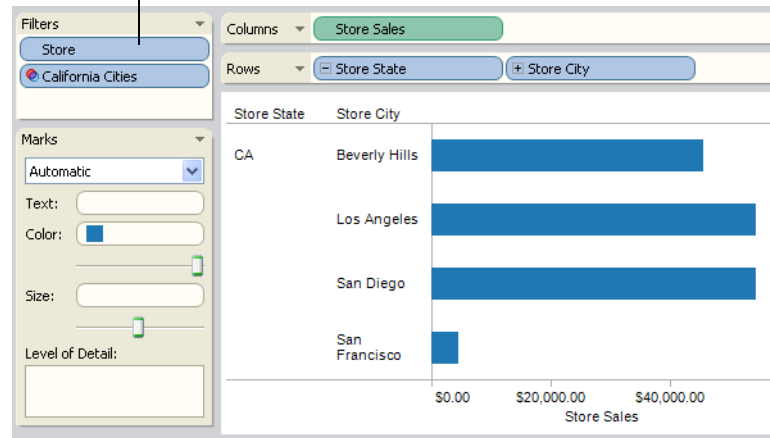 Filters
Store
California Cities
Marks
Automatic
Text:
Color:
Size:
Level of Detail:
Columns
Store Sales
Rows
Store State
Store City
Store State Store City
CA
Beverly Hills
Los Angeles
San Diego
San
Francisco
$0.00 $20,000.00 $40,000.00
Store Sales